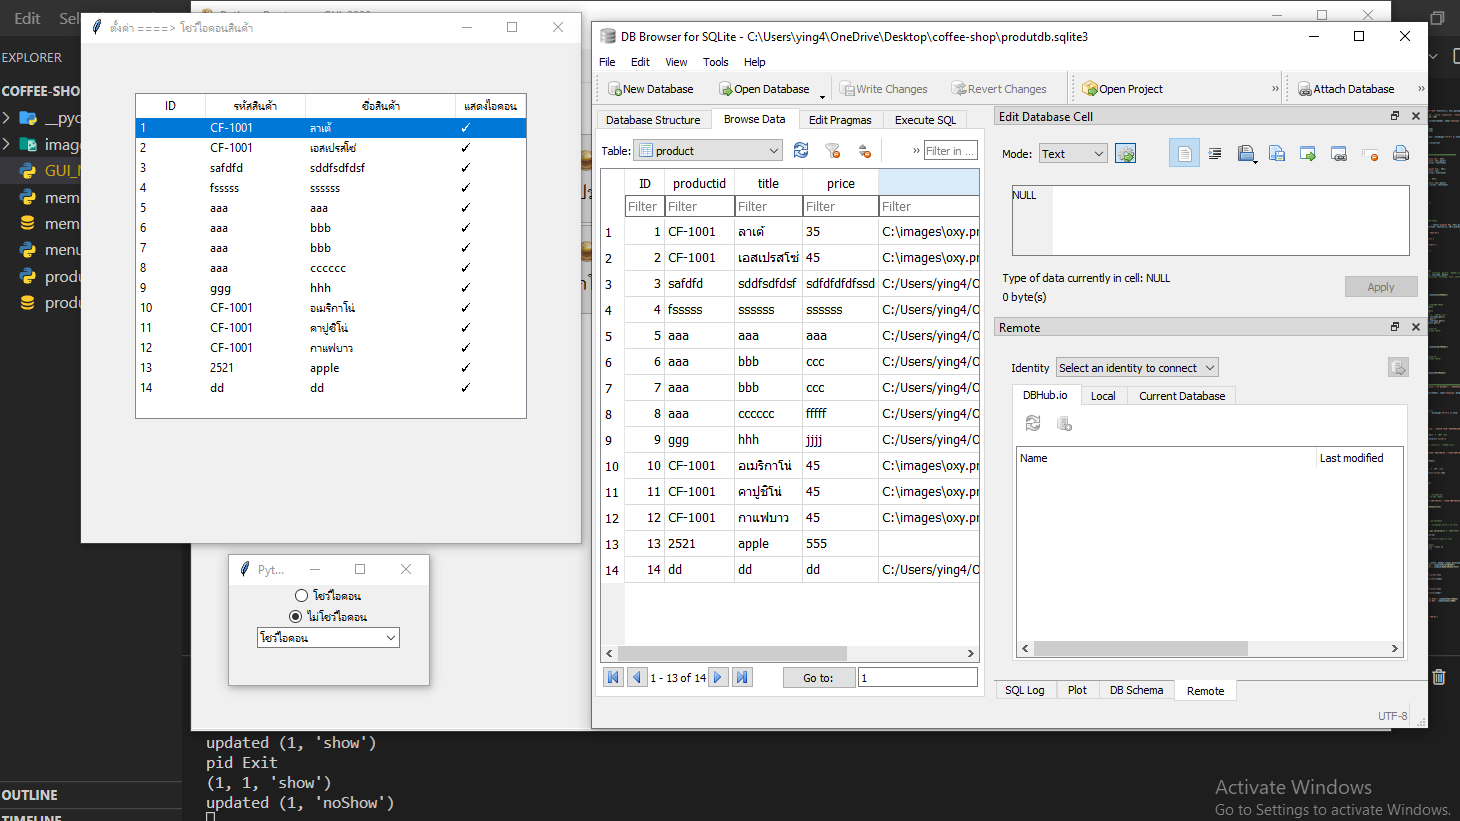 Edit
EXPLORER
COFFEE-SHO
__pyc
image
GUI_M
mem
mem
menu
produ
produ
OUTLINE
TIMELINE
ตั้งค่า ====> โชว์ไอคอนสินค้า
ID รหัสสินค้า ชื่อสินค้า แสดงไอคอน
1 CF-1001 ลาเต้ ✓
2 CF-1001 เอสเปรสโซ่ ✓
3 safdfd sddfsdfdsf ✓
4 fsssss ssssss ✓
5 aaa aaa ✓
6 aaa bbb ✓
7 aaa bbb ✓
8 aaa cccccc ✓
9 ggg hhh ✓
10 CF-1001 อเมริกาโน่ ✓
11 CF-1001 คาปูชิโน่ ✓
12 CF-1001 กาแฟบาว ✓
13 2521 apple ✓
14 dd dd ✓
Pyt...
โชว์ไอคอน
ไม่โชว์ไอคอน
โชว์ไอคอน
updated (1, 'show')
pid Exit
(1, 1, 'show')
updated (1, 'noShow')
DB Browser for SQLite - C:\Users\ying4\OneDrive\Desktop\coffee-shop\produtdb.sqlite3
File Edit View Tools Help
New Database Open Database Write Changes Revert Changes Open Project » Attach Database »
Database Structure Browse Data Edit Pragmas Execute SQL
Table: product » Filter in ...
ID productid title price
Filter Filter Filter Filter Filter
1 1 CF-1001 ลาเต้ 35 C:\images\oxy.pr
2 2 CF-1001 เอสเปรสโซ่ 45 C:\images\oxy.pr
3 3 safdfd sddfsdfdsf sdfdfdfdfssd C:/Users/ying4/O
4 4 fsssss ssssss ssssss C:/Users/ying4/O
5 5 aaa aaa aaa C:/Users/ying4/O
6 6 aaa bbb ccc C:/Users/ying4/O
7 7 aaa bbb ccc C:/Users/ying4/O
8 8 aaa cccccc fffff C:/Users/ying4/O
9 9 ggg hhh jjjj C:/Users/ying4/O
10 10 CF-1001 อเมริกาโน่ 45 C:\images\oxy.pr
11 11 CF-1001 คาปูชิโน่ 45 C:\images\oxy.pr
12 12 CF-1001 กาแฟบาว 45 C:\images\oxy.pr
13 13 2521 apple 555
14 14 dd dd dd C:/Users/ying4/O
1 - 13 of 14 Go to: 1
Edit Database Cell
Mode: Text
NULL
Type of data currently in cell: NULL
0 byte(s)
Apply
Remote
Identity Select an identity to connect
DBHub.io Local Current Database
Name Last modified
SQL Log Plot DB Schema Remote
UTF-8
Activate Windows
Go to Settings to activate Windows.